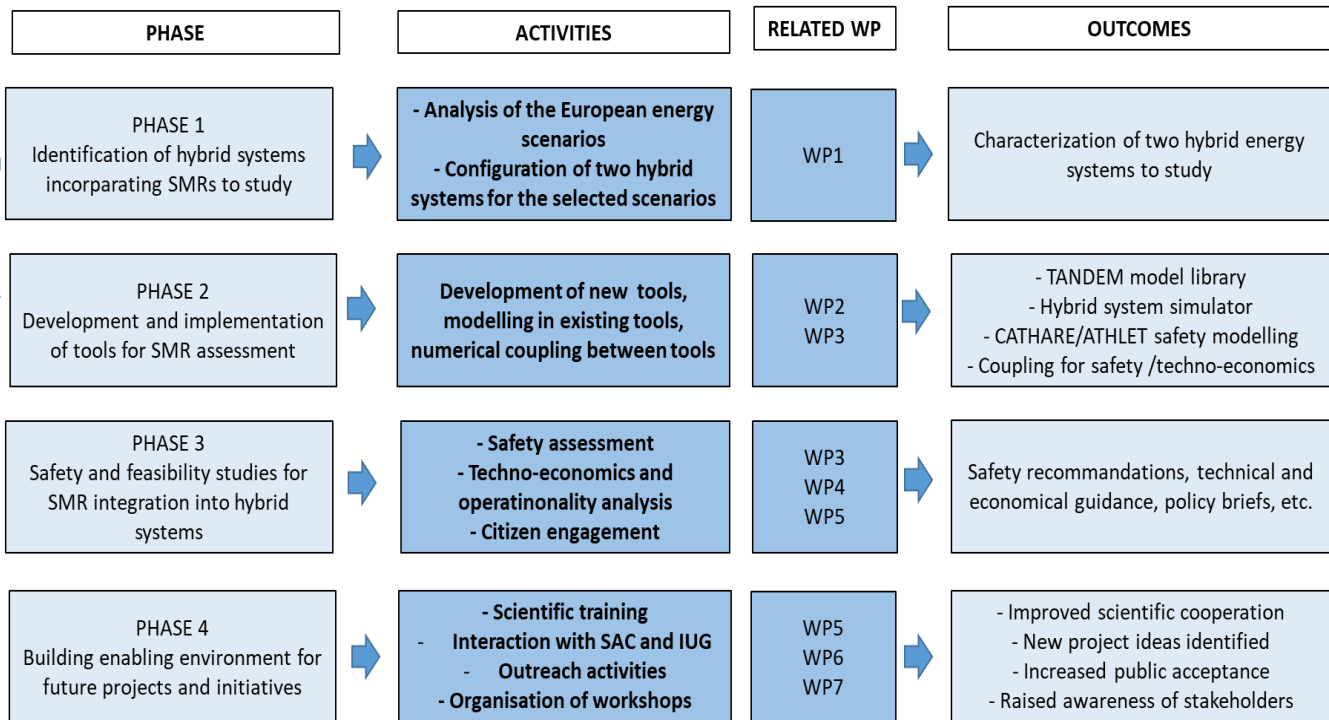 PHASE
ACTIVITIES
RELATED WP
OUTCOMES
PHASE 1
Identification of hybrid systems
incorparating SMRs to study
- Analysis of the European energy
scenarios
- Configuration of two hybrid
systems for the selected scenarios
WP1
Characterization of two hybrid energy
systems to study
PHASE 2
Development and implementation
of tools for SMR assessment
Development of new tools,
modelling in existing tools,
numerical coupling between tools
WP2
WP3
- TANDEM model library
- Hybrid system simulator
- CATHARE/ATHLET safety modelling
- Coupling for safety /techno-economics
PHASE 3
Safety and feasibility studies for
SMR integration into hybrid
systems
- Safety assessment
- Techno-economics and
operatinonality analysis
- Citizen engagement
WP3
WP4
WP5
Safety recommandations, technical and
economical guidance, policy briefs, etc.
PHASE 4
Building enabling environment for
future projects and initiatives
- Scientific training
- Interaction with SAC and IUG
- Outreach activities
- Organisation of workshops
WP5
WP6
WP7
- Improved scientific cooperation
- New project ideas identified
- Increased public acceptance
- Raised awareness of stakeholders